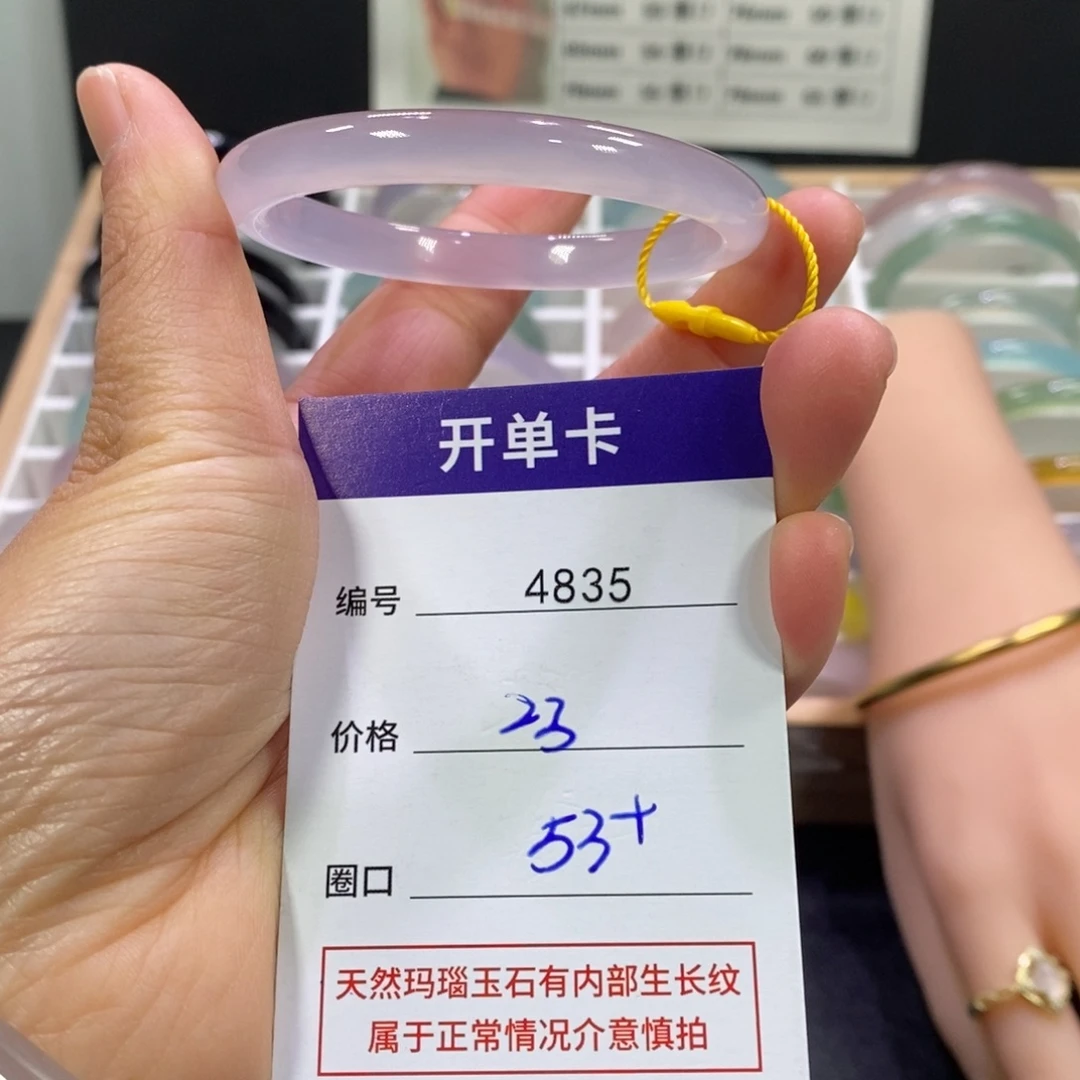 开单卡
编号 4835
价格 23
圈口 53+
天然玛瑙玉石有内部生长纹
属于正常情况介意慎拍